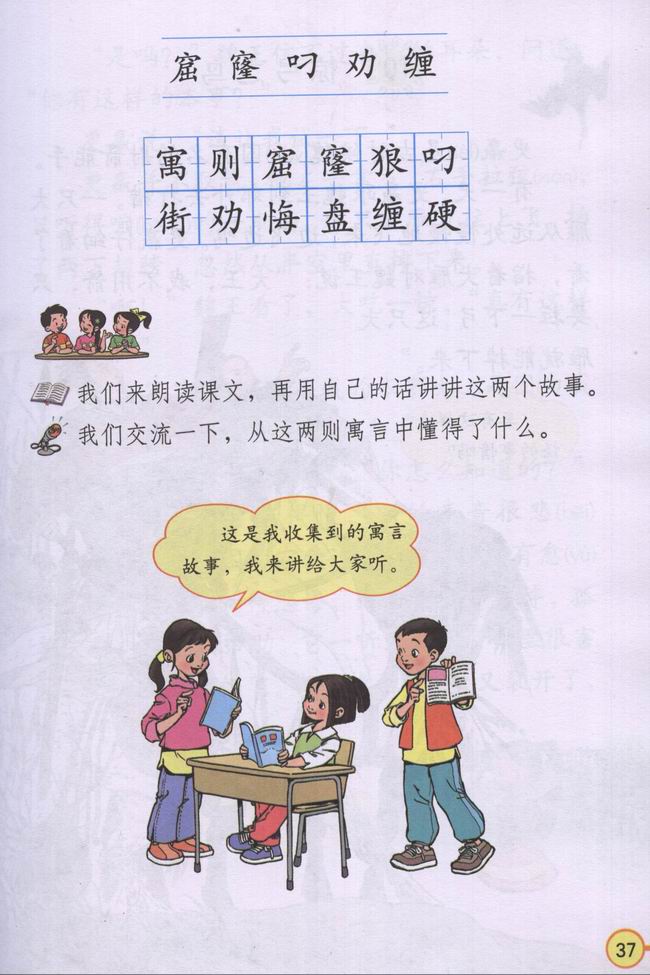 窟窿叼劝缠
寓则窟窿狼叼
街劝悔盘缠硬
我们来朗读课文，再用自己的话讲讲这两个故事。
我们交流一下，从这两则寓言中懂得了什么。
这是我收集到的寓言
故事，我来讲给大家听。
37